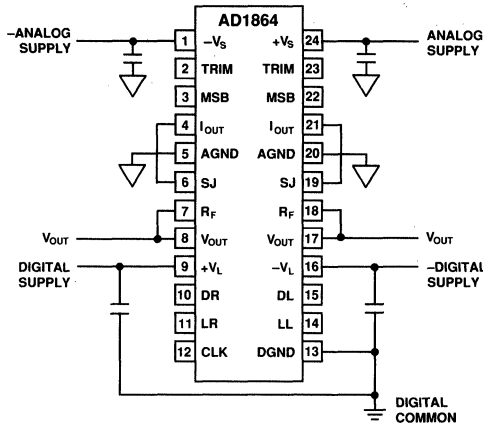 AD1864
–ANALOG
SUPPLY
1 –VS +VS 24
ANALOG
SUPPLY
2 TRIM TRIM 23
3 MSB MSB 22
4 IOUT IOUT 21
5 AGND AGND 20
6 SJ SJ 19
7 RF RF 18
VOUT 8 VOUT VOUT 17 VOUT
DIGITAL
SUPPLY
9 +VL –VL 16
–DIGITAL
SUPPLY
10 DR DL 15
11 LR LL 14
12 CLK DGND 13
DIGITAL
COMMON